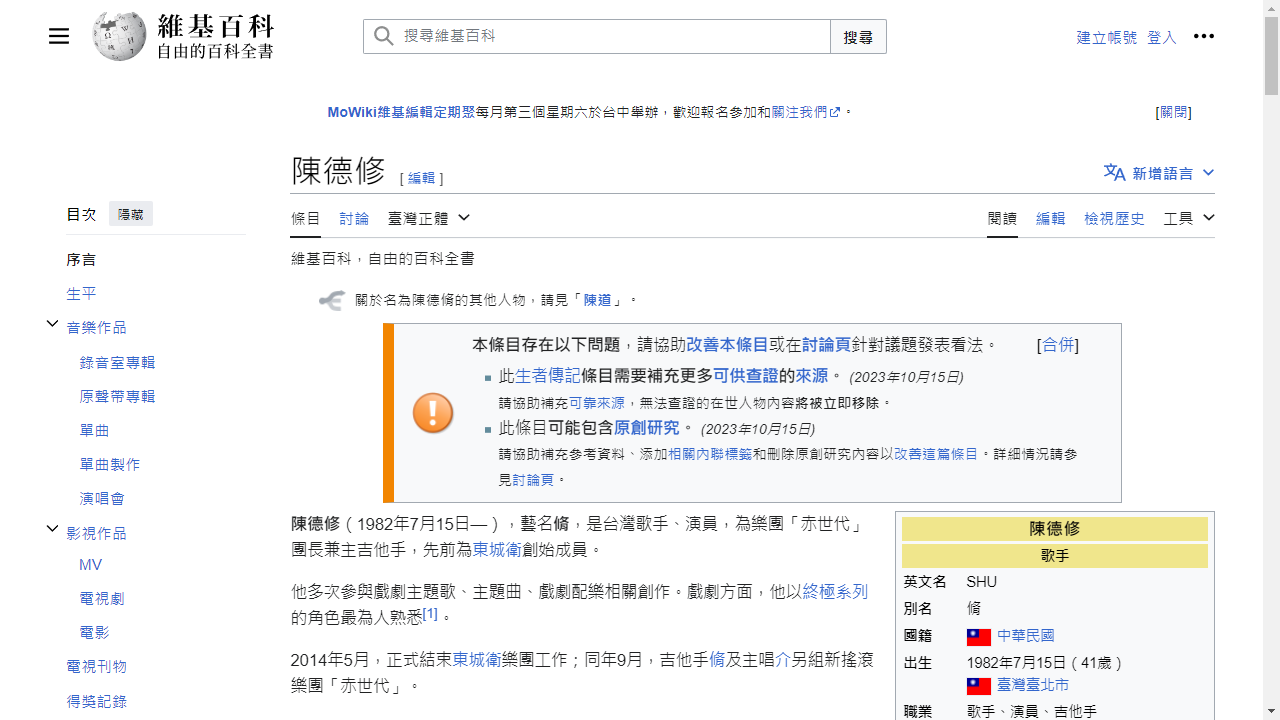 維基百科
自由的百科全書
搜尋維基百科
搜尋
建立帳號 登入
MoWiki維基編輯定期聚每月第三個星期六於台中舉辦，歡迎報名參加和關注我們。
[關閉]
陳德修 [ 編輯 ]
新增語言
目次 隱藏
條目 討論 臺灣正體
閱讀 編輯 檢視歷史 工具
維基百科，自由的百科全書
序言
生平
音樂作品
錄音室專輯
原聲帶專輯
單曲
單曲製作
演唱會
影視作品
MV
電視劇
電影
電視刊物
得獎記錄
關於名為陳德脩的其他人物，請見「陳道」。
本條目存在以下問題，請協助改善本條目或在討論頁針對議題發表看法。 [合併]
此生者傳記條目需要補充更多可供查證的來源。 (2023年10月15日)
請協助補充可靠來源，無法查證的在世人物內容將被立即移除。
此條目可能包含原創研究。 (2023年10月15日)
請協助補充參考資料、添加相關內聯標籤和刪除原創研究內容以改善這篇條目。詳細情況請參
見討論頁。
陳德修（1982年7月15日—），藝名脩，是台灣歌手、演員，為樂團「赤世代」
團長兼主吉他手，先前為東城衛創始成員。
他多次參與戲劇主題歌、主題曲、戲劇配樂相關創作。戲劇方面，他以終極系列
的角色最為人熟悉[1]。
2014年5月，正式結束東城衛樂團工作；同年9月，吉他手脩及主唱介另組新搖滾
樂團「赤世代」。
陳德修
歌手
英文名 SHU
別名 脩
國籍 中華民國
出生 1982年7月15日（41歲）
臺灣臺北市
職業 歌手、演員、吉他手